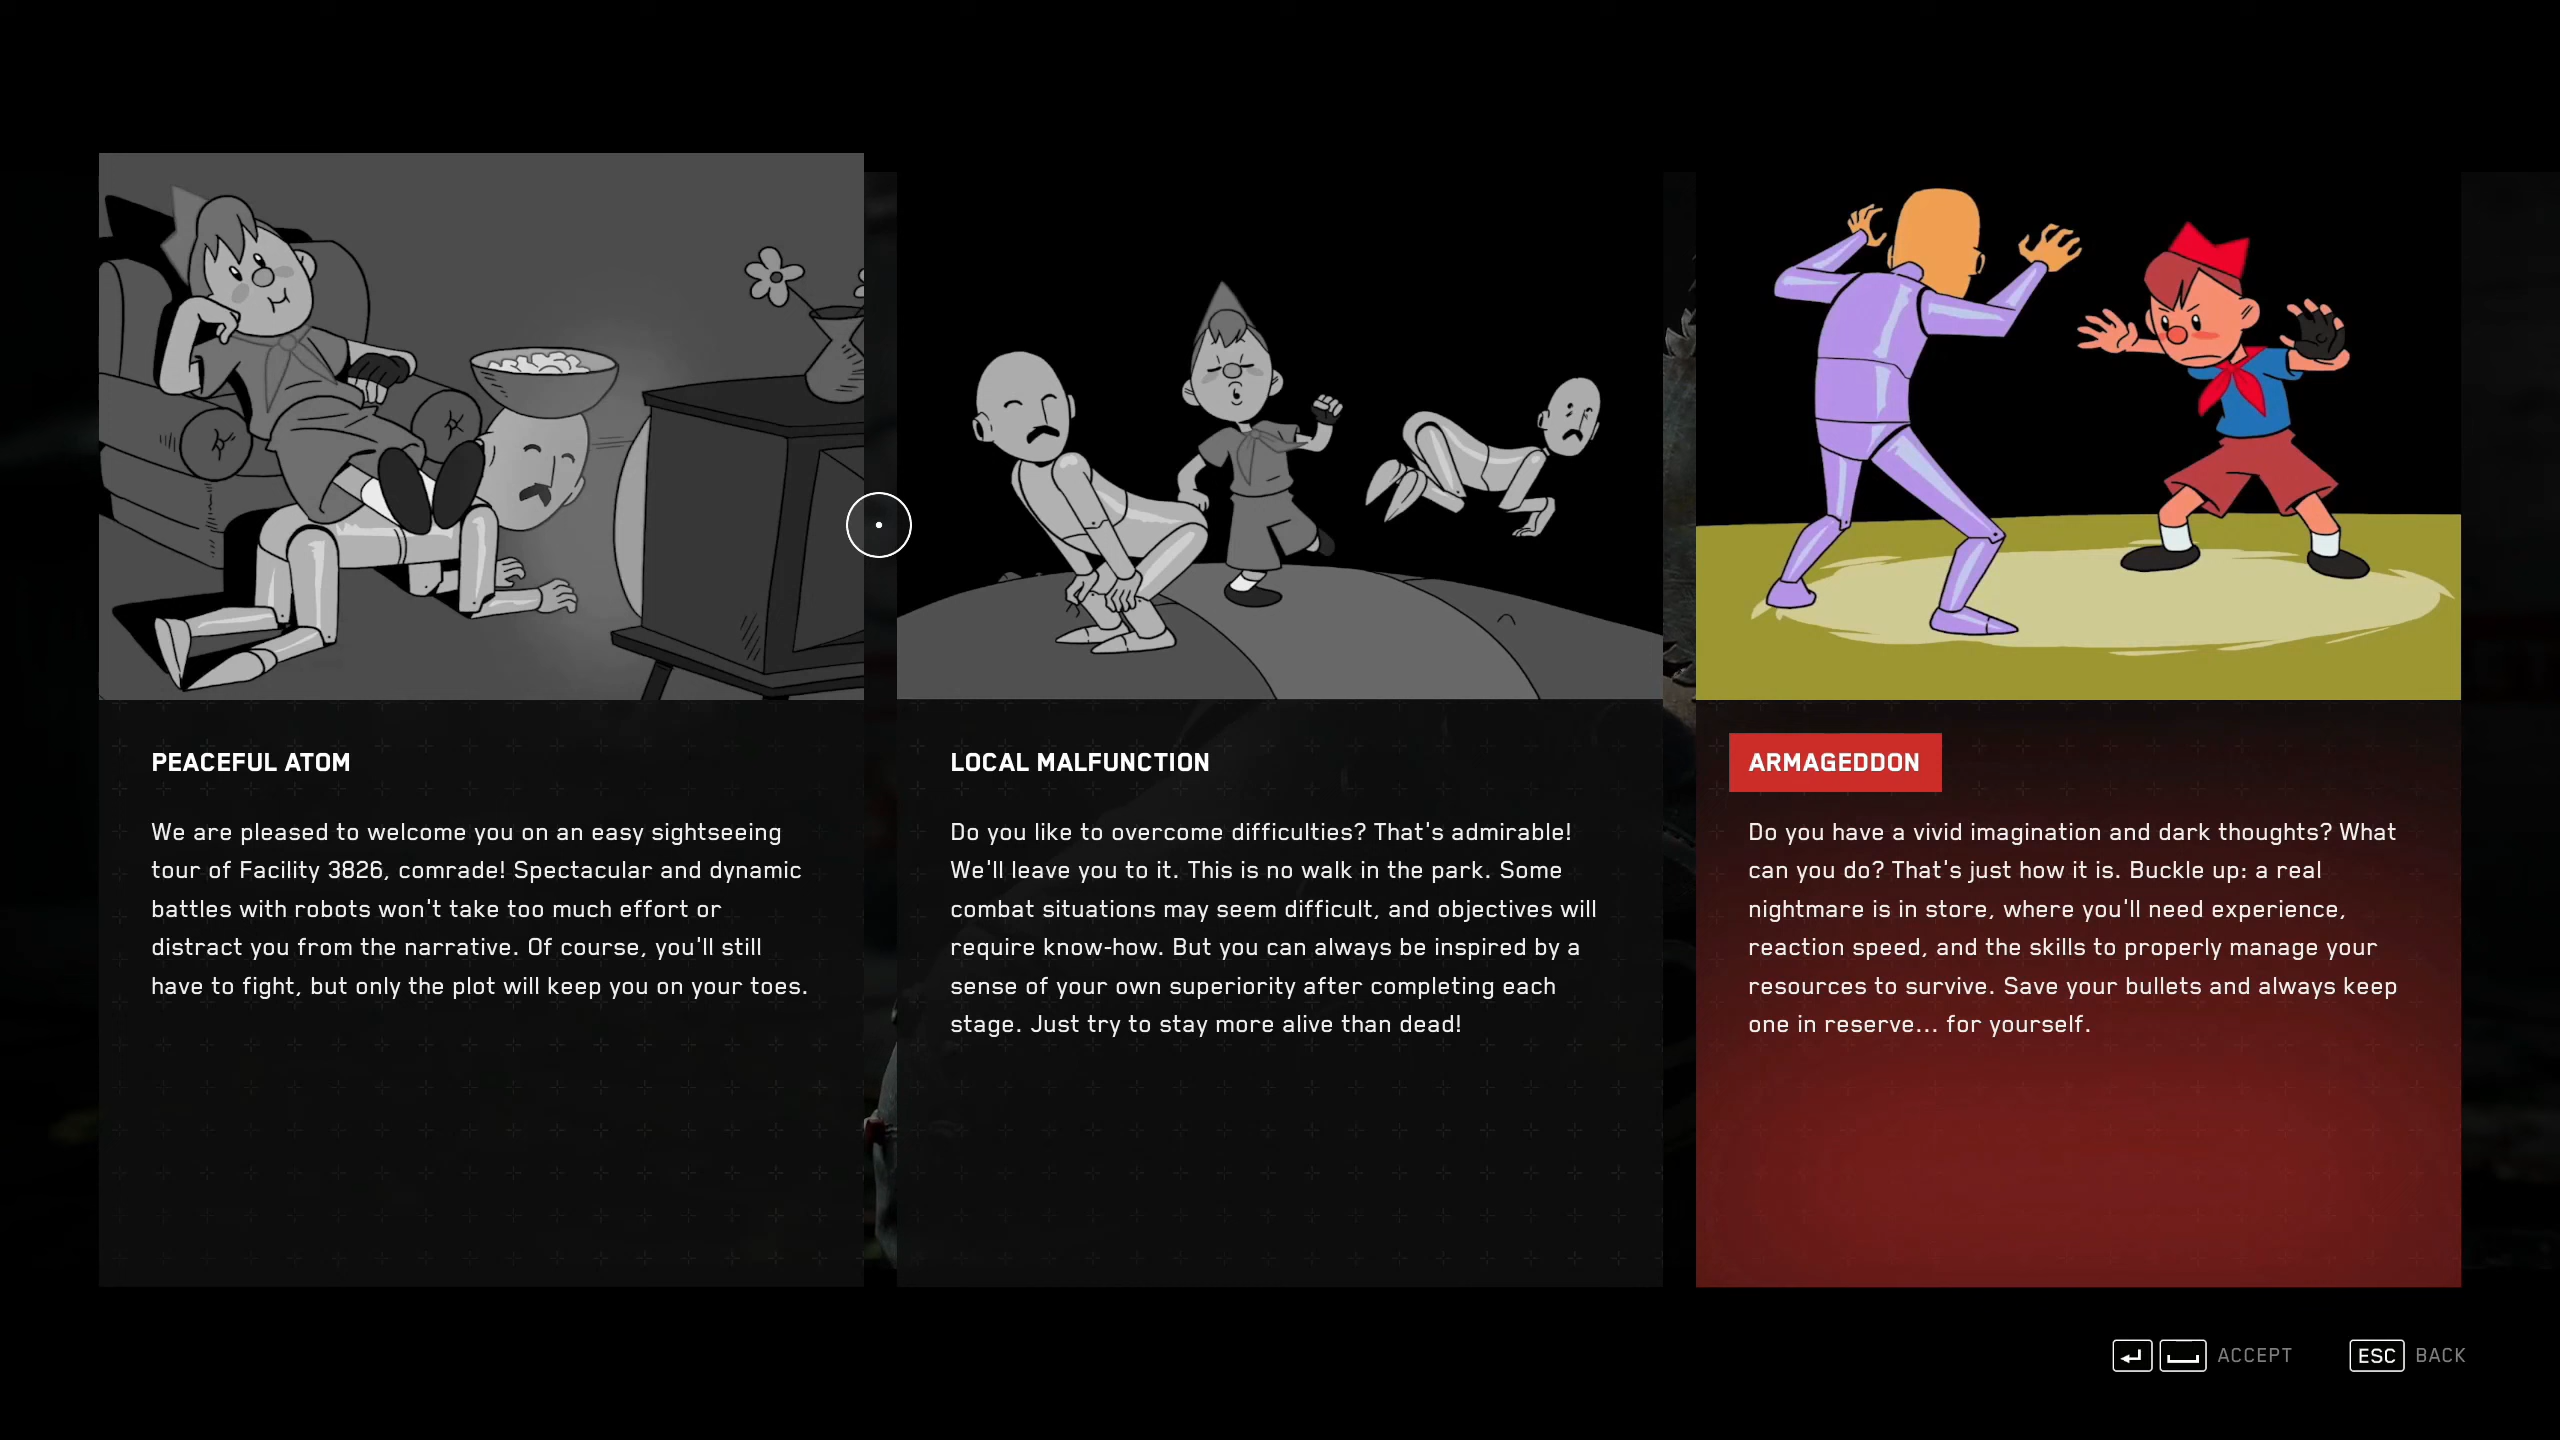 PEACEFUL ATOM
We are pleased to welcome you on an easy sightseeing
tour of Facility 3826, comrade! Spectacular and dynamic
battles with robots won't take too much effort or
distract you from the narrative. Of course, you'll still
have to fight, but only the plot will keep you on your toes.
LOCAL MALFUNCTION
Do you like to overcome difficulties? That's admirable!
We'll leave you to it. This is no walk in the park. Some
combat situations may seem difficult, and objectives will
require know-how. But you can always be inspired by a
sense of your own superiority after completing each
stage. Just try to stay more alive than dead!
ARMAGEDDON
Do you have a vivid imagination and dark thoughts? What
can you do? That's just how it is. Buckle up: a real
nightmare is in store, where you'll need experience,
reaction speed, and the skills to properly manage your
resources to survive. Save your bullets and always keep
one in reserve... for yourself.
ACCEPT ESC BACK